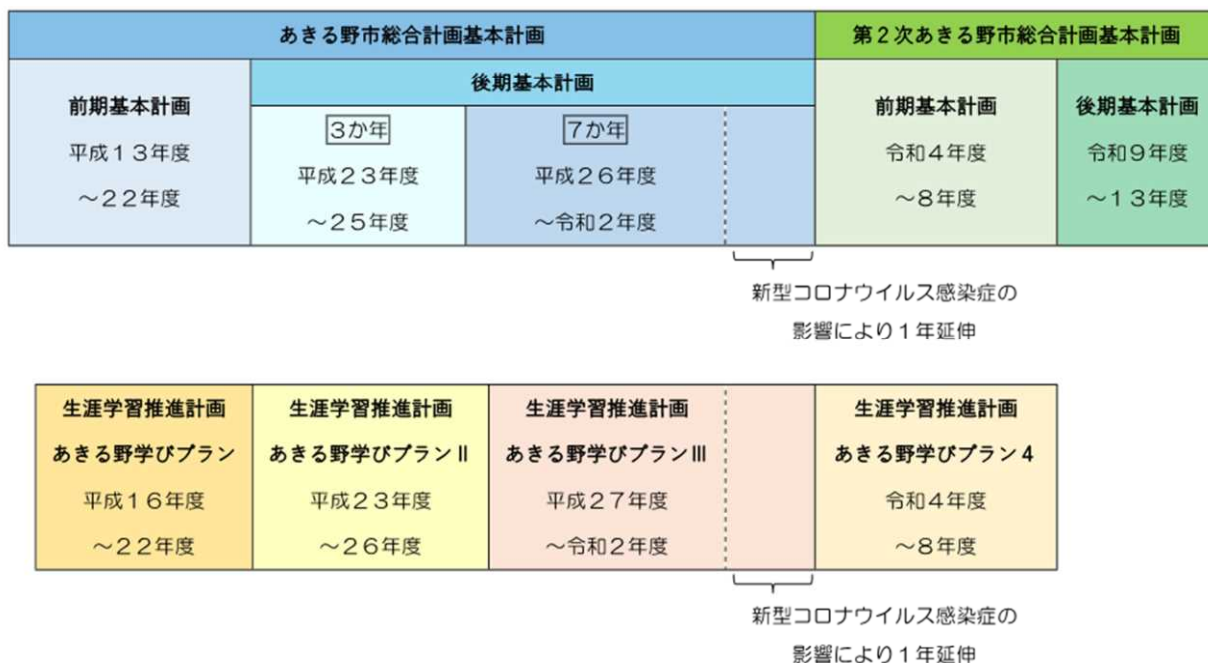 あきる野市総合計画基本計画
第２次あきる野市総合計画基本計画
前期基本計画
平成１３年度
～２２年度
後期基本計画
３か年
平成２３年度
～２５年度
７か年
平成２６年度
～令和２年度
前期基本計画
令和４年度
～８年度
後期基本計画
令和９年度
～１３年度
新型コロナウイルス感染症の
影響により１年延伸
生涯学習推進計画
あきる野学びプラン
平成１６年度
～２２年度
生涯学習推進計画
あきる野学びプランⅡ
平成２３年度
～２６年度
生涯学習推進計画
あきる野学びプランⅢ
平成２７年度
～令和２年度
生涯学習推進計画
あきる野学びプラン４
令和４年度
～８年度
新型コロナウイルス感染症の
影響により１年延伸